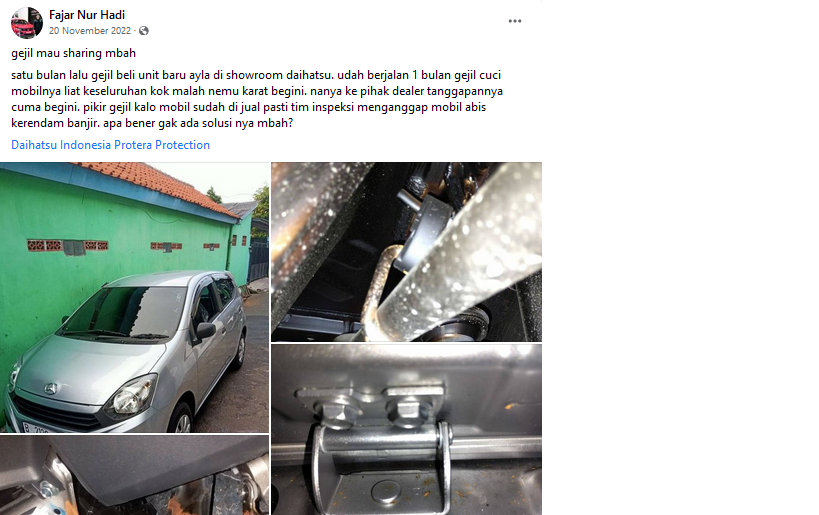 Fajar Nur Hadi
20 November 2022 ·
gejil mau sharing mbah
satu bulan lalu gejil beli unit baru ayla di showroom daihatsu. udah berjalan 1 bulan gejil cuci
mobilnya liat keseluruhan kok malah nemu karat begini. nanya ke pihak dealer tanggapannya
cuma begini. pikir gejil kalo mobil sudah di jual pasti tim inspeksi menganggap mobil abis
kerendam banjir. apa bener gak ada solusi nya mbah?
Daihatsu Indonesia Protera Protection